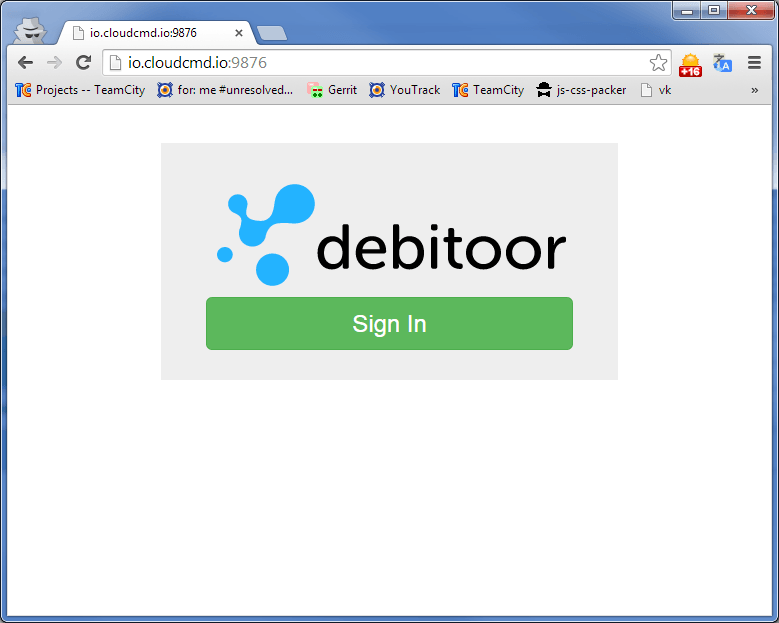 io.cloudcmd.io:9876
io.cloudcmd.io:9876
+16
Projects -- TeamCity for: me #unresolved... Gerrit YouTrack TeamCity js-css-packer vk »
debitoor
Sign In